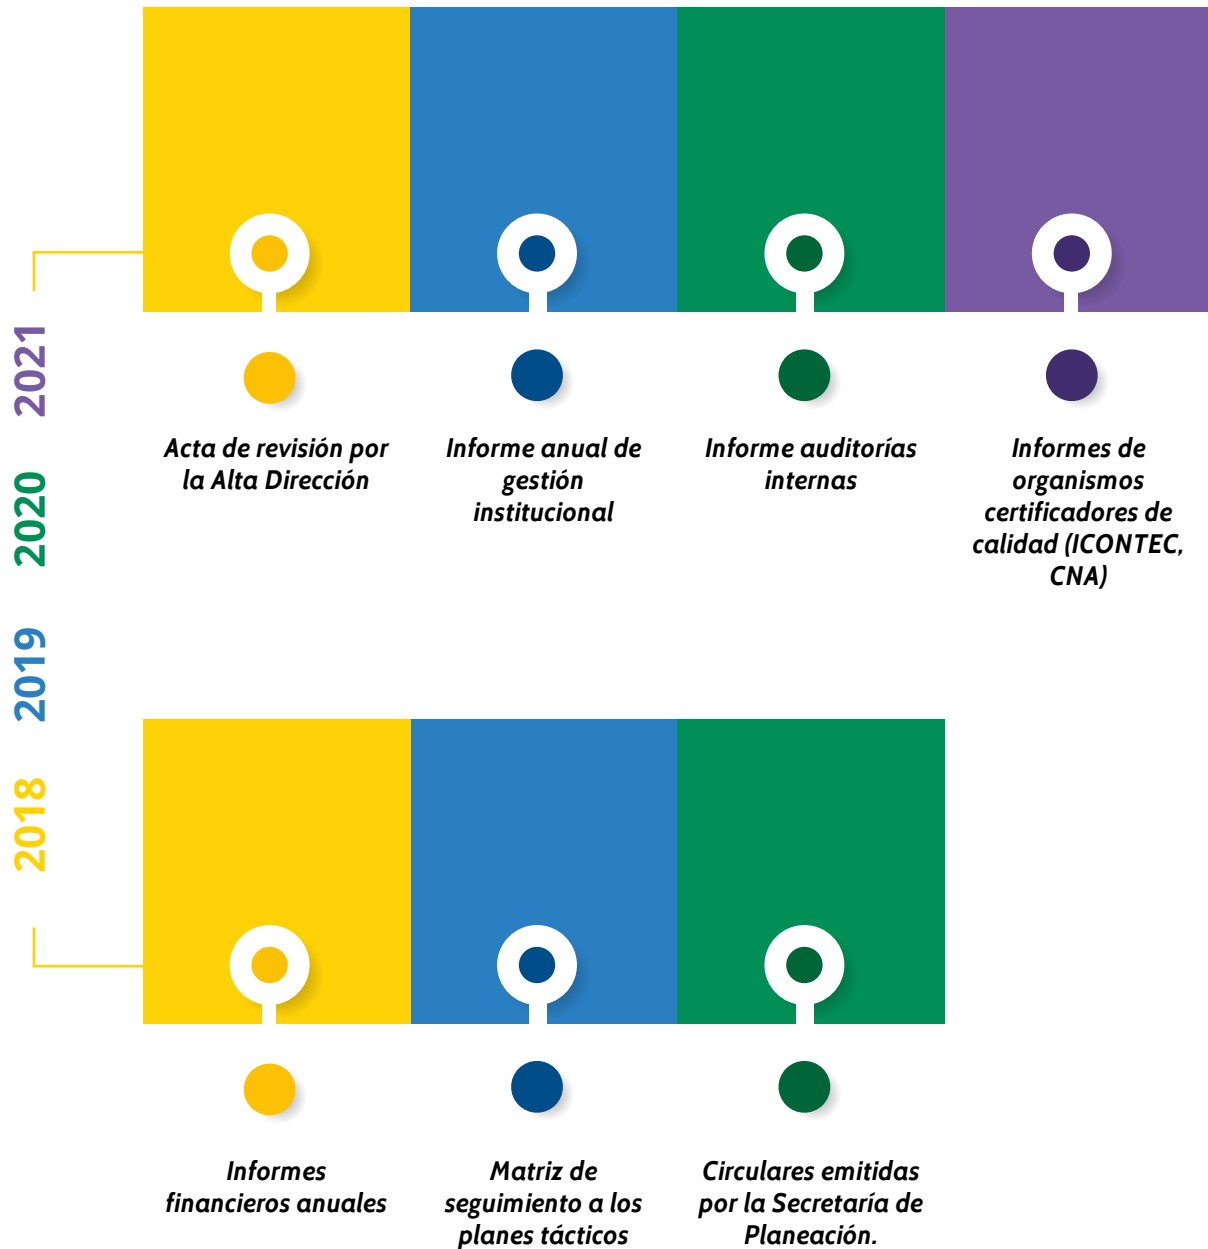 2021
2020
2019
2018
Acta de revisión por
la Alta Dirección
Informe anual de
gestión
institucional
Informe auditorías
internas
Informes de
organismos
certificadores de
calidad (ICONTEC,
CNA)
Informes
financieros anuales
Matriz de
seguimiento a los
planes tácticos
Circulares emitidas
por la Secretaría de
Planeación.